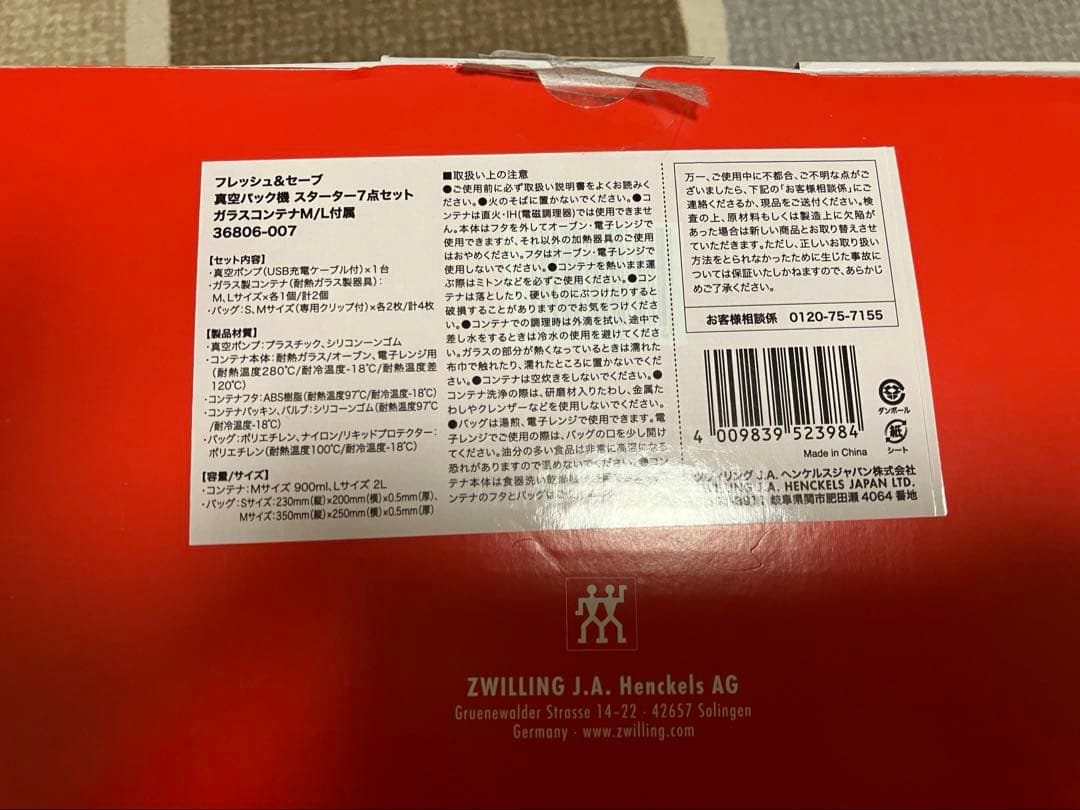 フレッシュ&セーブ
真空パック機 スターター7点セット
ガラスコンテナM/L付属
36806-007
【セット内容】
・真空ポンプ(USB充電ケーブル付)×1台
・ガラス製コンテナ(耐熱ガラス製器具):
M、Lサイズ×各1個/計2個
・バッグ:S、Mサイズ(専用クリップ付)×各2枚/計4枚
【製品材質】
・真空ポンプ:プラスチック、シリコンーンゴム
・コンテナ本体:耐熱ガラス/オーブン、電子レンジ用
(耐熱温度280℃/耐冷温度-18℃/耐熱温度差
120℃)
・コンテナフタ:ABS樹脂(耐熱温度97℃/耐冷温度-18℃)
・コンテナパッキン、バルブ:シリコーンゴム(耐熱温度97℃
/耐冷温度-18℃)
・バッグ:ポリエチレン、ナイロン/リキッドプロテクター:
ポリエチレン(耐熱温度100℃/耐冷温度-18℃)
【容量/サイズ】
・コンテナ:Mサイズ 900ml、Lサイズ 2L
・バッグ:Sサイズ:230mm(縦)×200mm(横)×0.5mm(厚)、
Mサイズ:350mm(縦)×250mm(横)×0.5mm(厚)
■取扱い上の注意
●ご使用前に必ず取扱い説明書をよくお読みく
ださい。●火のそばに置かないでください。●コ
ンテナは直火・IH(電磁調理器)では使用できませ
ん。本体はフタを外してオーブン・電子レンジで
使用できますが、それ以外の加熱器具のご使用
はおやめください。フタはオーブン・電子レンジで
使用しないでください。●コンテナを熱いまま運
ぶ際はミトンなどを必ずご使用ください。●コン
テナは落としたり、硬いものにぶつけたりすると
破損することがありますのでお気をつけくださ
い。●コンテナでの調理時は外滴を拭い、途中で
差し水をするときは冷水の使用を避けてくださ
い。ガラスの部分が熱くなっているときは濡れた
布巾で触れたり、濡れたところに置かないでくだ
さい。●コンテナは空炊きをしないでください。●
コンテナ洗浄の際は、研磨材入りたわし、金属た
わしやクレンザーなどを使用しないでください。
●バッグは湯煎、電子レンジで使用できます。電
子レンジでご使用の際は、バッグの口を少し開け
てください。油分の多い食品は非常に高温になる
恐れがありますので温めないでください。●コン
テナ本体は食器洗い乾燥
ンテナのフタとバッグはご
万一、ご使用中に不都合、ご不明な点がご
ざいましたら、下記の「お客様相談係」にご
連絡くださるか、現品をご送付ください。検
査の上、原材料もしくは製造上に欠陥が
あった場合は新しい商品とお取り替えさせ
ていただきます。ただし、正しいお取り扱い
方法をとられなかったために生じた事故
については保証いたしかねますので、あらかじ
めご了承ください。
お客様相談係 0120-75-7155
4 009839 523984
ダンボール
紙
シート
Made in China
ツヴィリング J.A. ヘンケルスジャパン株式会社
ZWILLING J.A. HENCKELS JAPAN LTD.
岐阜県関市肥田瀬 4064 番地
ZWILLING J.A. Henckels AG
Gruenewalder Strasse 14-22 · 42657 Solingen
Germany · www.zwilling.com